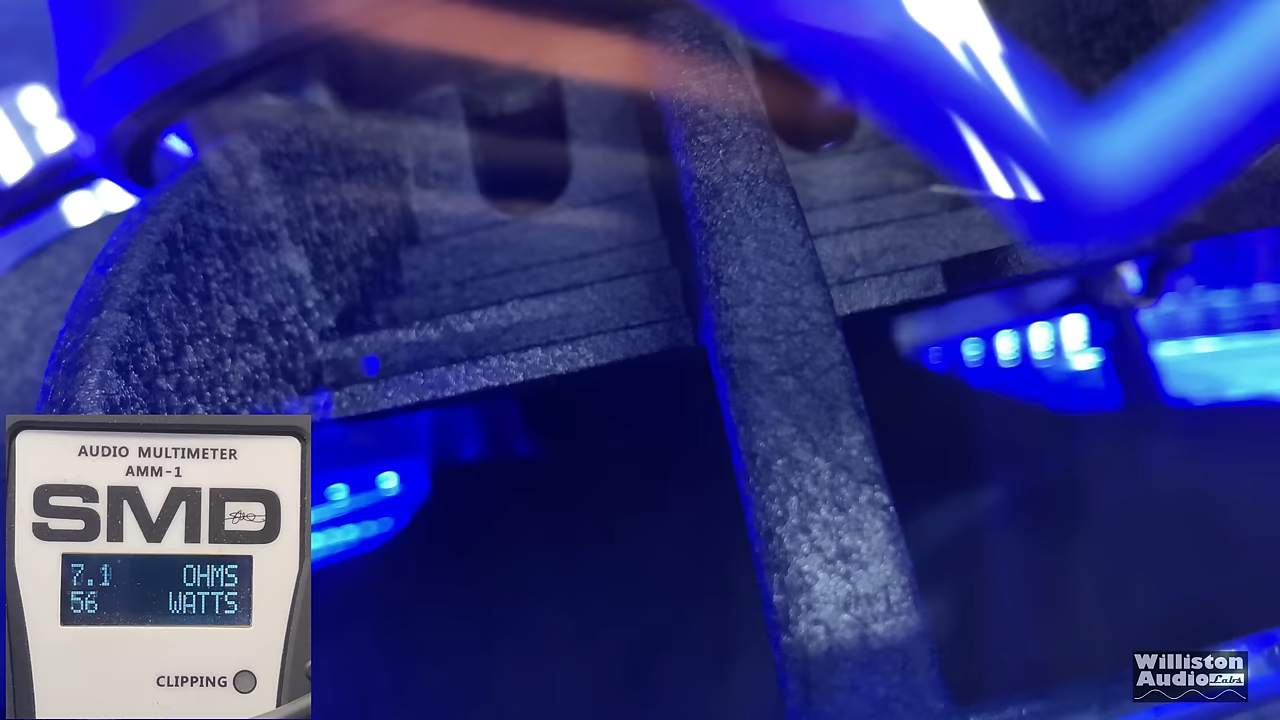 AUDIO MULTIMETER
AMM-1
SMD
7.1 OHMS
56 WATTS
CLIPPING
Williston
Audio Labs